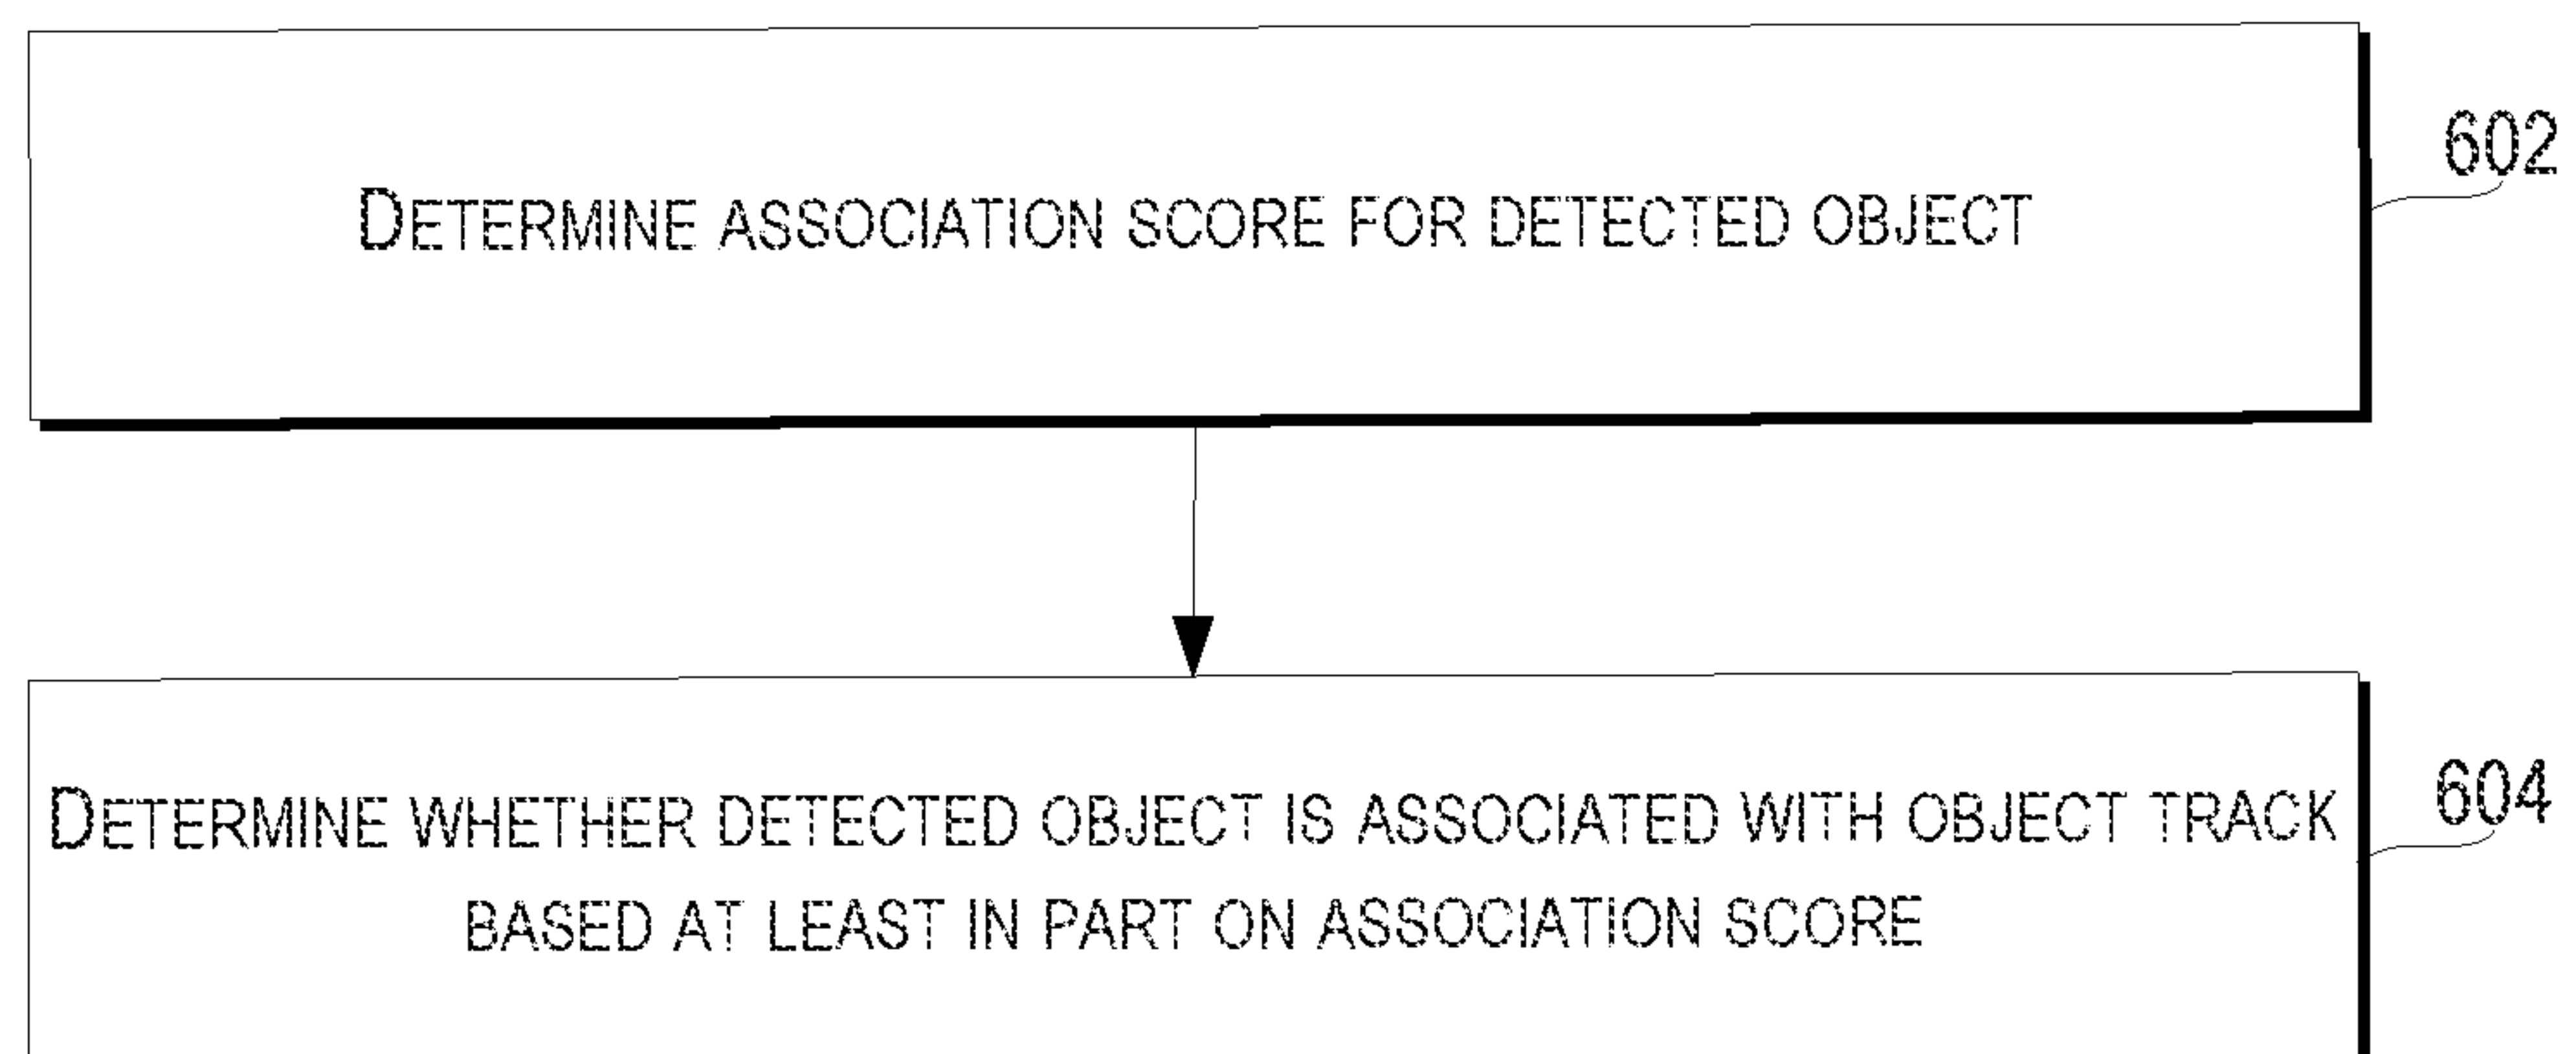 DETERMINE ASSOCIATION SCORE FOR DETECTED OBJECT
602
DETERMINE WHETHER DETECTED OBJECT IS ASSOCIATED WITH OBJECT TRACK
BASED AT LEAST IN PART ON ASSOCIATION SCORE
604